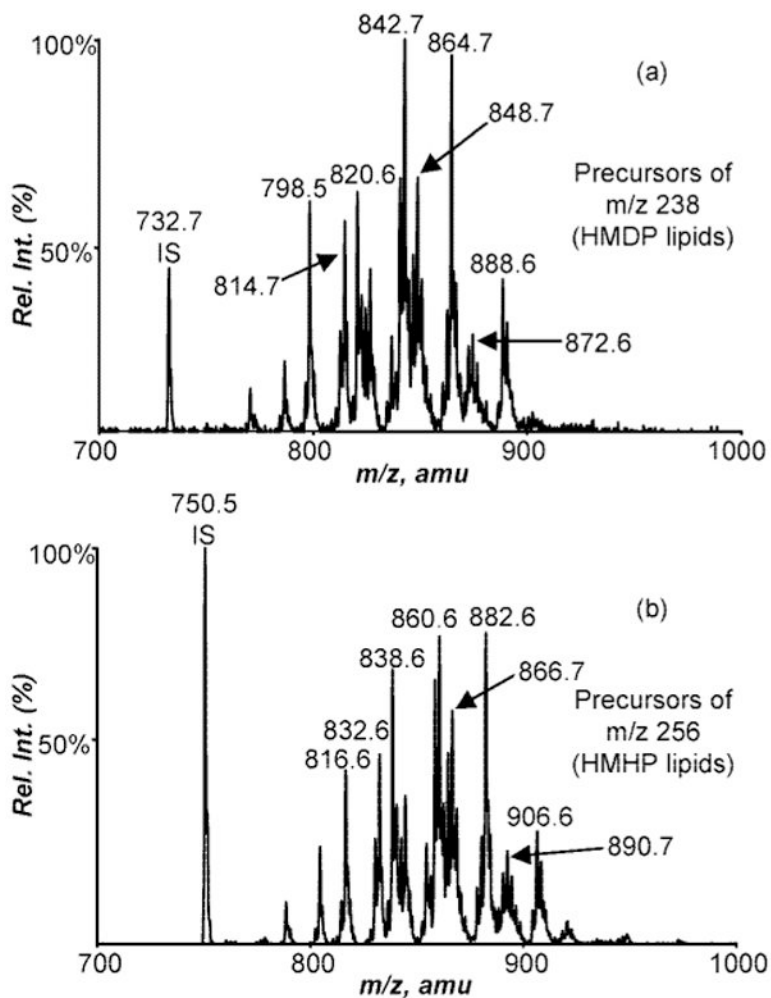 842.7
100%
864.7
(a)
848.7
798.5
820.6
Precursors of
m/z 238
(HMDP lipids)
732.7
IS
50%
814.7
888.6
872.6
Rel. Int. (%)
700
800
900
1000
m/z, amu
750.5
IS
100%
(b)
860.6
882.6
838.6
866.7
Precursors of
m/z 256
(HMHP lipids)
832.6
50%
816.6
906.6
890.7
Rel. Int. (%)
700
800
900
1000
m/z, amu